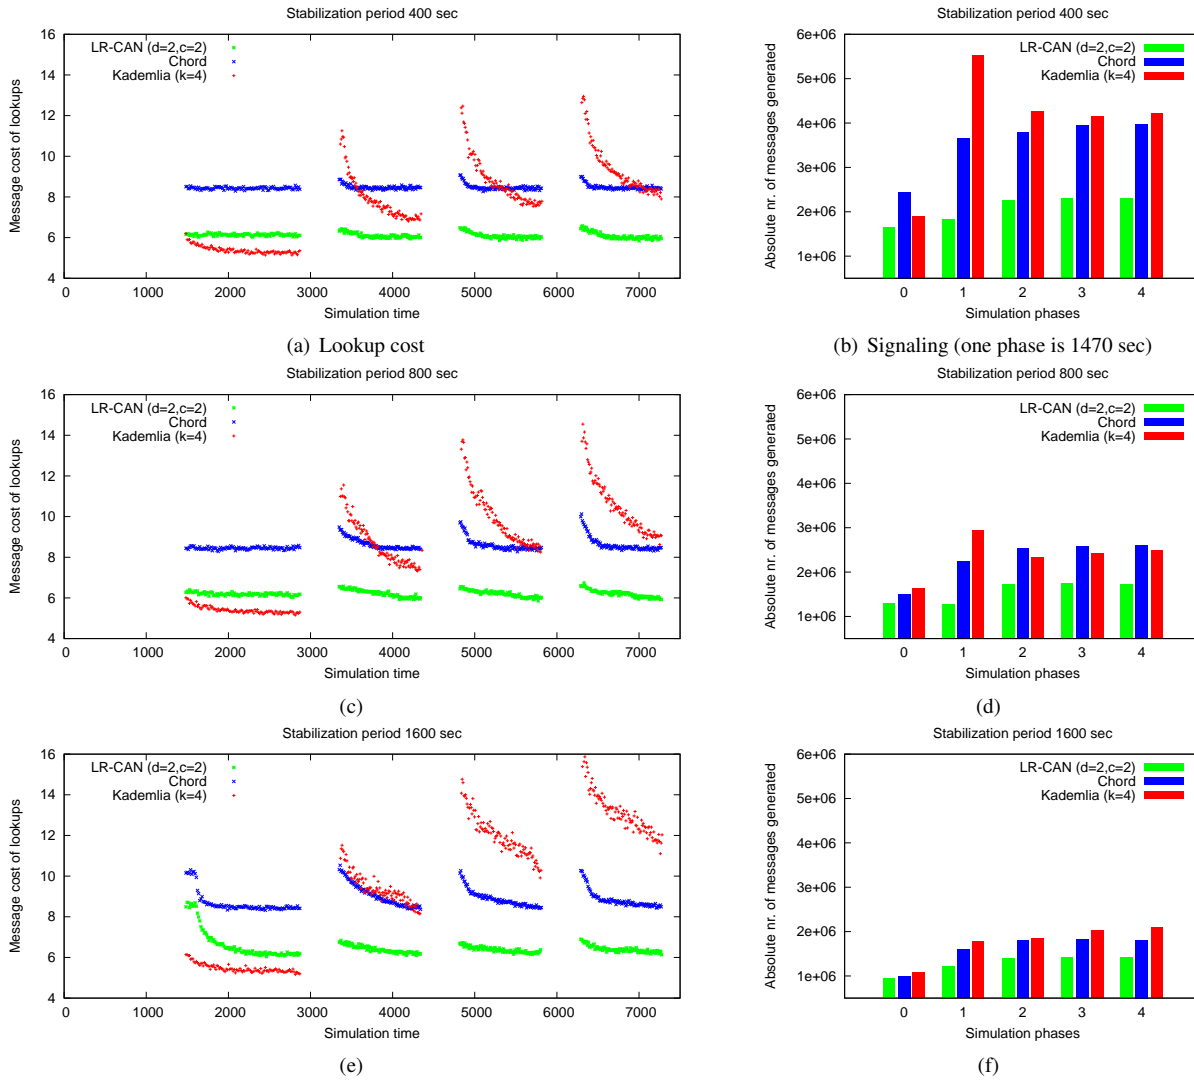 Stabilization period 400 sec
16
14
12
10
8
6
4
Message cost of lookups
LR-CAN (d=2,c=2)
Chord
Kademlia (k=4)
0 1000 2000 3000 4000 5000 6000 7000
Simulation time
(a) Lookup cost
Stabilization period 400 sec
6e+06
5e+06
4e+06
3e+06
2e+06
1e+06
Absolute nr. of messages generated
LR-CAN (d=2,c=2)
Chord
Kademlia (k=4)
0 1 2 3 4
Simulation phases
(b) Signaling (one phase is 1470 sec)
Stabilization period 800 sec
16
14
12
10
8
6
4
Message cost of lookups
LR-CAN (d=2,c=2)
Chord
Kademlia (k=4)
0 1000 2000 3000 4000 5000 6000 7000
Simulation time
(c)
Stabilization period 800 sec
6e+06
5e+06
4e+06
3e+06
2e+06
1e+06
Absolute nr. of messages generated
LR-CAN (d=2,c=2)
Chord
Kademlia (k=4)
0 1 2 3 4
Simulation phases
(d)
Stabilization period 1600 sec
16
14
12
10
8
6
4
Message cost of lookups
LR-CAN (d=2,c=2)
Chord
Kademlia (k=4)
0 1000 2000 3000 4000 5000 6000 7000
Simulation time
(e)
Stabilization period 1600 sec
6e+06
5e+06
4e+06
3e+06
2e+06
1e+06
Absolute nr. of messages generated
LR-CAN (d=2,c=2)
Chord
Kademlia (k=4)
0 1 2 3 4
Simulation phases
(f)